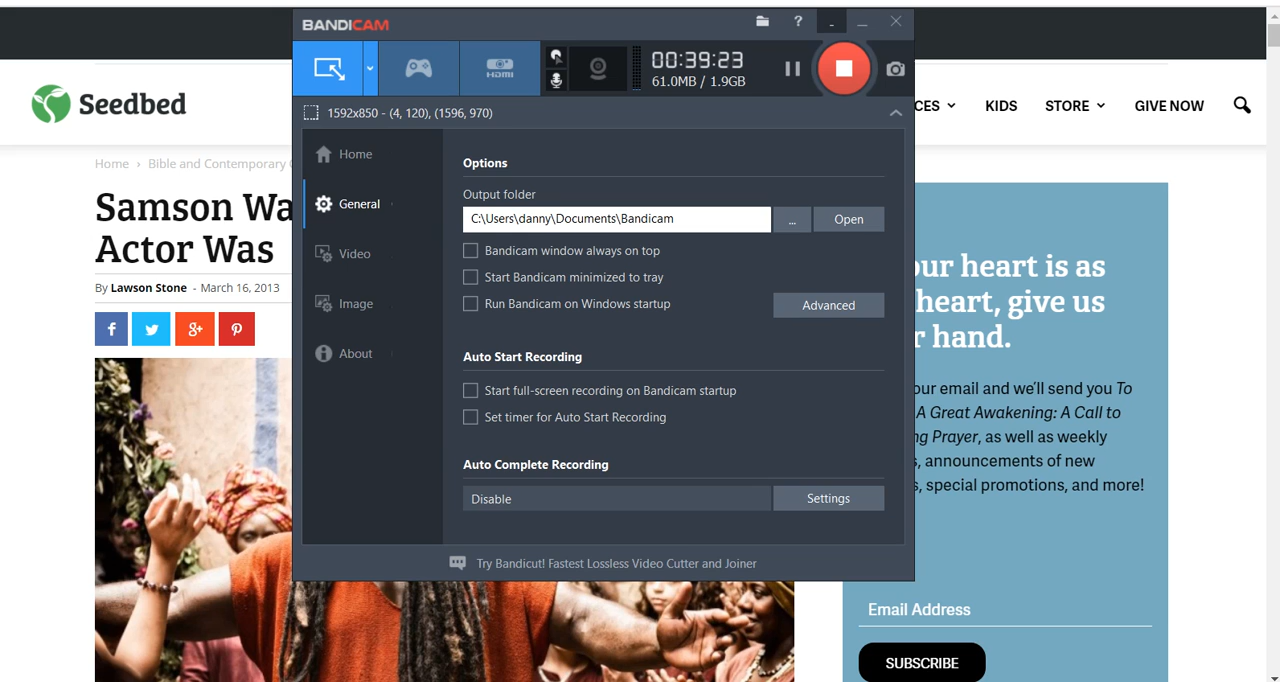 BANDICAM
?
HDMI
00:39:23
61.0MB / 1.9GB
1592x850 - (4, 120), (1596, 970)
Home
General
Video
Image
About
Options
Output folder
C:\Users\danny\Documents\Bandicam
...
Open
Bandicam window always on top
Start Bandicam minimized to tray
Run Bandicam on Windows startup
Advanced
Auto Start Recording
Start full-screen recording on Bandicam startup
Set timer for Auto Start Recording
Auto Complete Recording
Disable
Settings
Try Bandicut! Fastest Lossless Video Cutter and Joiner
Seedbed
CES
KIDS
STORE
GIVE NOW
Home › Bible and Contemporary
Samson Wa
Actor Was
By Lawson Stone - March 16, 2013
f
g+
our heart is as
heart, give us
r hand.
our email and we'll send you To
A Great Awakening: A Call to
ng Prayer, as well as weekly
s, announcements of new
s, special promotions, and more!
Email Address
SUBSCRIBE